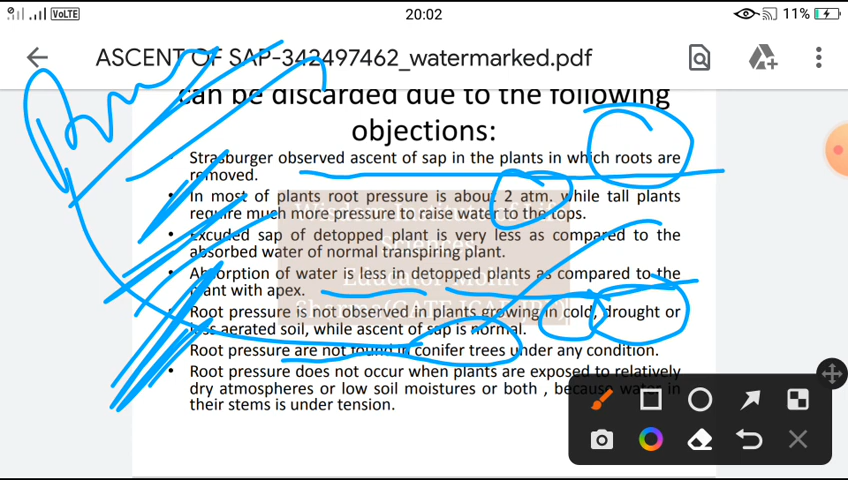 VoLTE
20:02
11%
ASCENT OF SAP-342497462_watermarked.pdf
can be discarded due to the following
objections:
• Strasburger observed ascent of sap in the plants in which roots are
removed.
• In most of plants root pressure is about 2 atm. while tall plants
require much more pressure to raise water to the tops.
• Excuded sap of detopped plant is very less as compared to the
absorbed water of normal transpiring plant.
• Absorption of water is less in detopped plants as compared to the
plant with apex.
• Root pressure is not observed in plants growing in cold, drought or
less aerated soil, while ascent of sap is normal.
Root pressure are not found in conifer trees under any condition.
• Root pressure does not occur when plants are exposed to relatively
dry atmospheres or low soil moistures or both , because water in
their stems is under tension.
Sciences
Educator